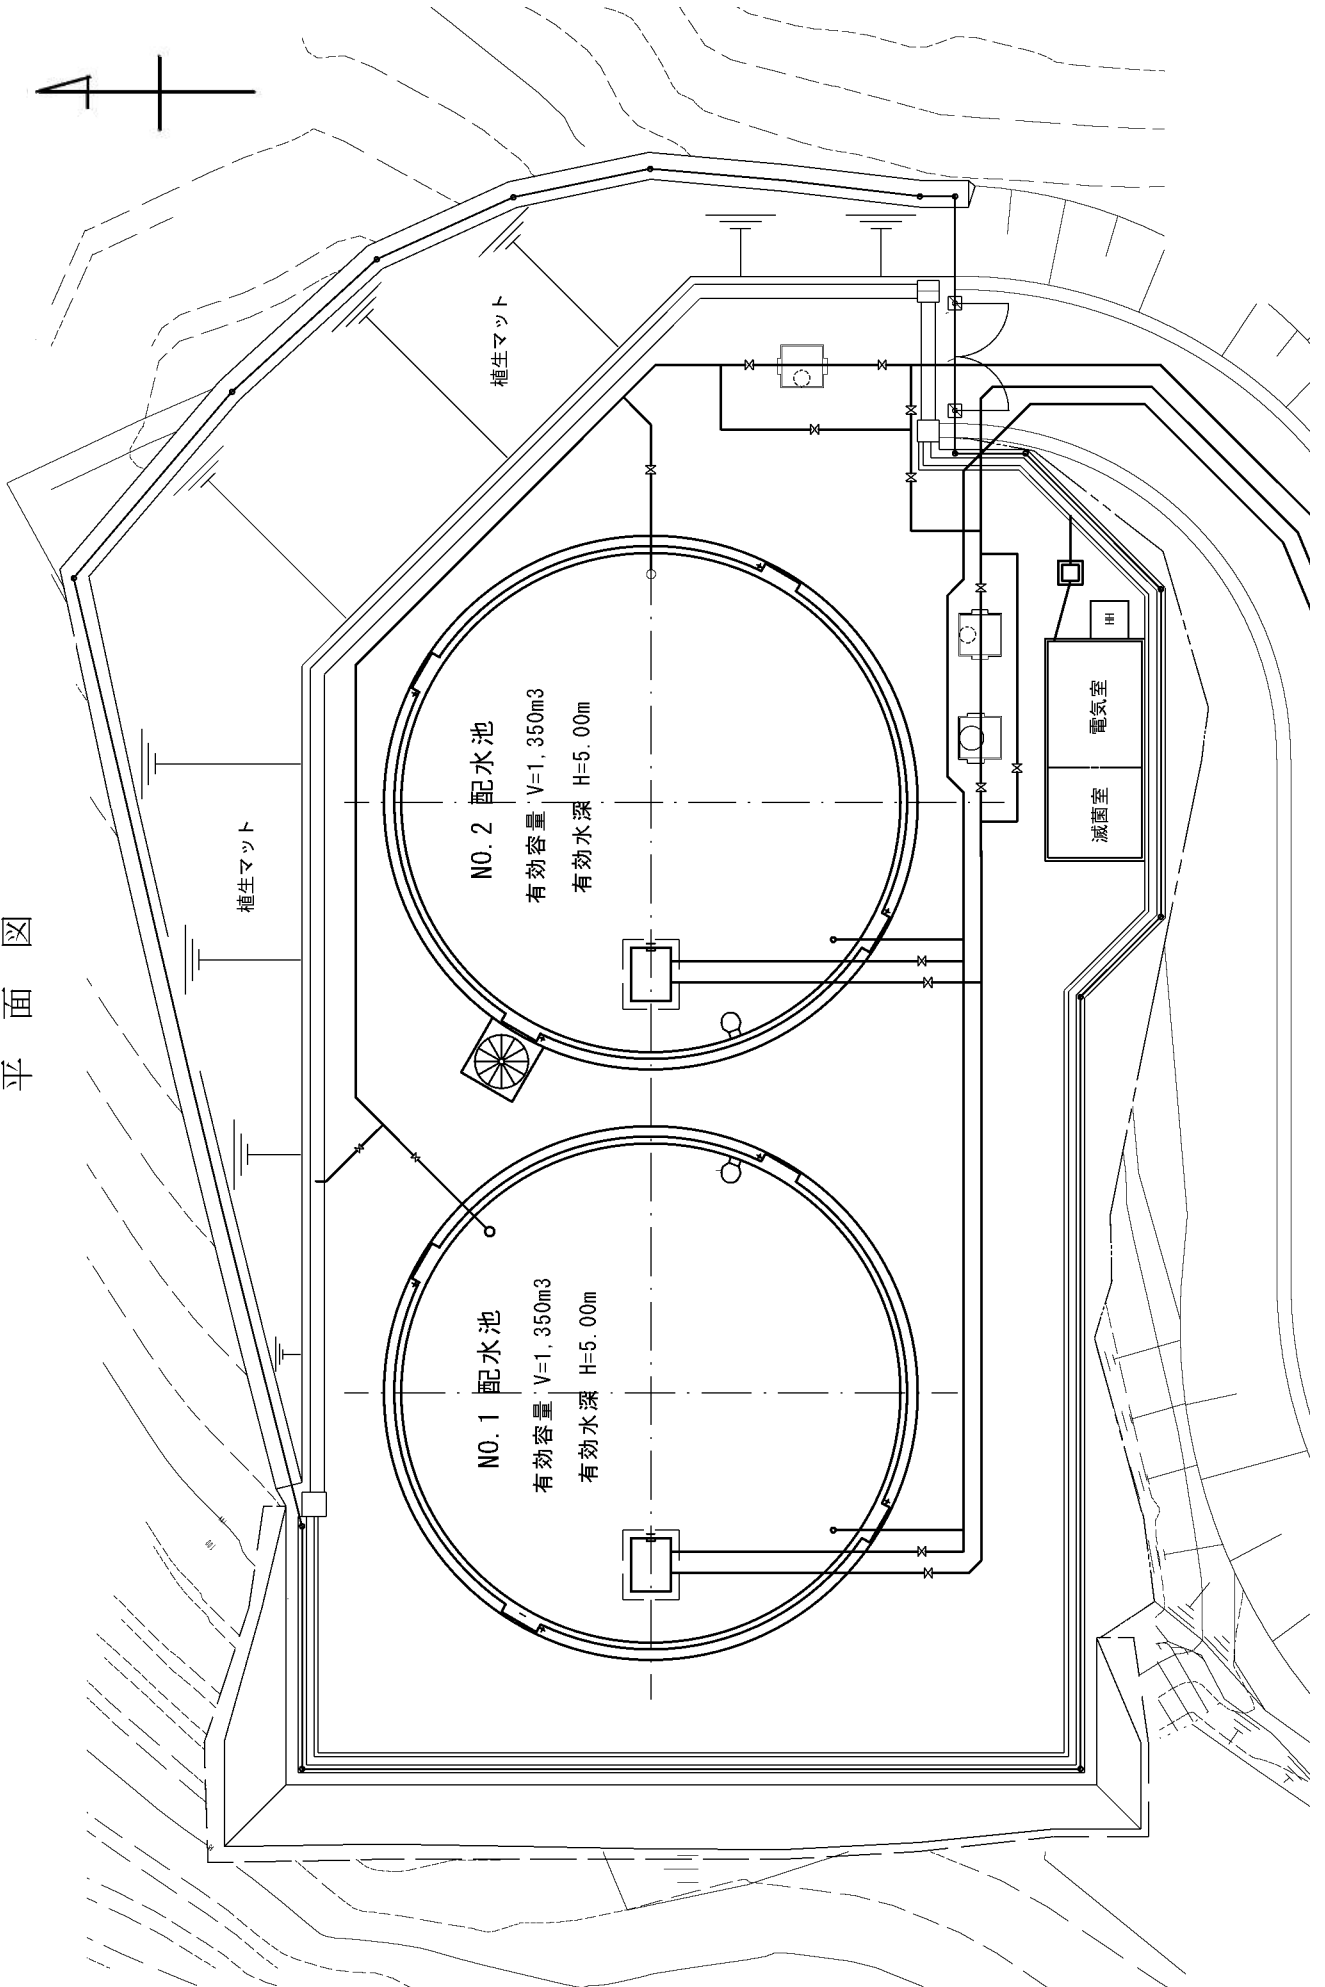 平面図
植生マット
植生マット
NO.1 配水池
有効容量 V=1,350m3
有効水深 H=5.00m
NO.2 配水池
有効容量 V=1,350m3
有効水深 H=5.00m
滅菌室
電気室
HH